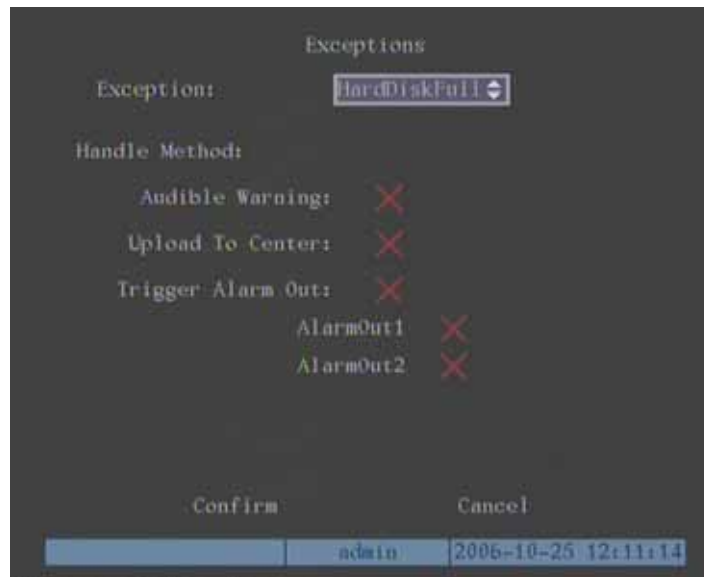 Exceptions
Exception: HardDiskFull
Handle Method:
Audible Warning:
Upload To Center:
Trigger Alarm Out:
AlarmOut1
AlarmOut2
Confirm Cancel
admin 2006-10-25 12:11:14